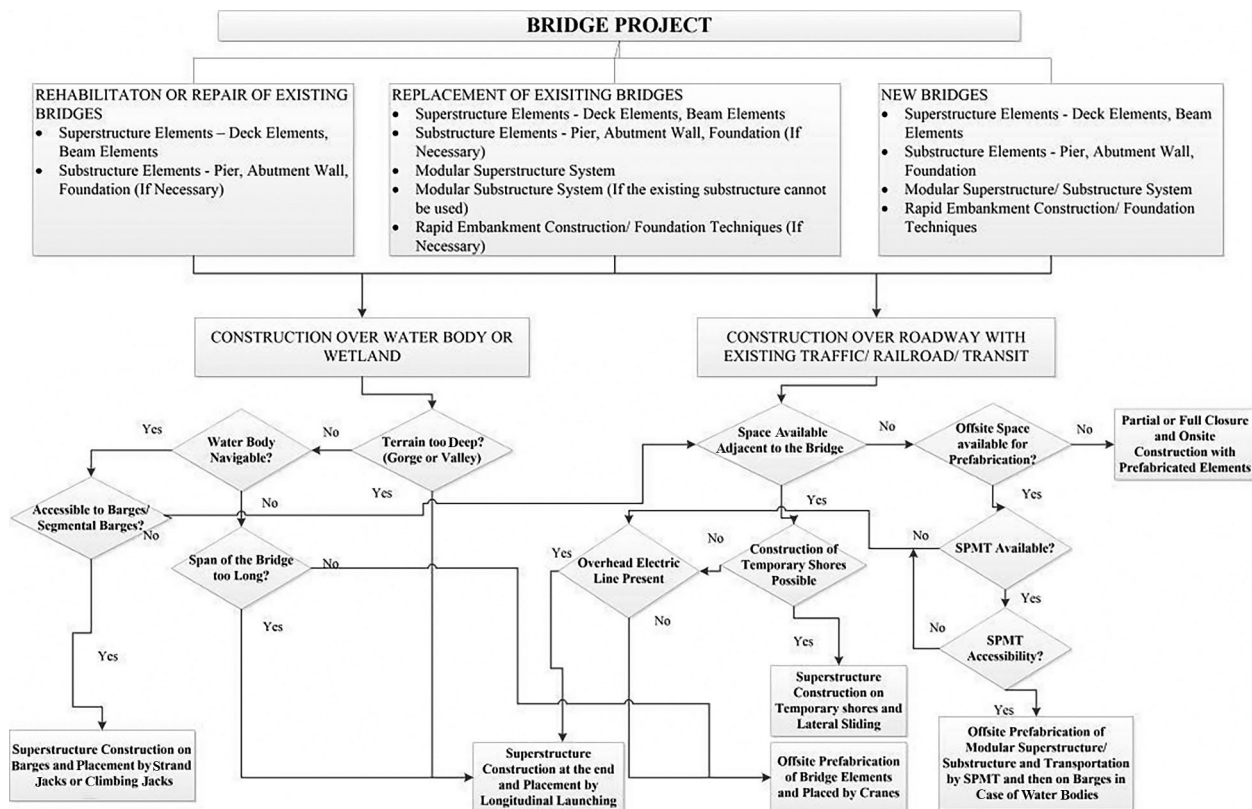 BRIDGE PROJECT
REHABILITATON OR REPAIR OF EXISTING
BRIDGES
• Superstructure Elements – Deck Elements,
Beam Elements
• Substructure Elements - Pier, Abutment Wall,
Foundation (If Necessary)
REPLACEMENT OF EXISITING BRIDGES
• Superstructure Elements - Deck Elements, Beam Elements
• Substructure Elements - Pier, Abutment Wall, Foundation (If
Necessary)
• Modular Superstructure System
• Modular Substructure System (If the existing substructure cannot
be used)
• Rapid Embankment Construction/ Foundation Techniques (If
Necessary)
NEW BRIDGES
• Superstructure Elements - Deck Elements, Beam
Elements
• Substructure Elements - Pier, Abutment Wall,
Foundation
• Modular Superstructure/ Substructure System
• Rapid Embankment Construction/ Foundation
Techniques
CONSTRUCTION OVER WATER BODY OR
WETLAND
CONSTRUCTION OVER ROADWAY WITH
EXISTING TRAFFIC/ RAILROAD/ TRANSIT
Yes
Water Body
Navigable?
No
Terrain too Deep?
(Gorge or Valley)
Space Available
Adjacent to the Bridge
No
Offsite Space
available for
Prefabrication?
No
Partial or Full Closure
and Onsite
Construction with
Prefabricated Elements
Accessible to Barges/
Segmental Barges?
No
No
Yes
Yes
Yes
Span of the Bridge
too Long?
No
Yes
Overhead Electric
Line Present
No
Construction of
Temporary Shores
Possible
No
SPMT Available?
Yes
Yes
No
Yes
Yes
No
SPMT
Accessibility?
Yes
Superstructure Construction on
Barges and Placement by Strand
Jacks or Climbing Jacks
Superstructure
Construction at the end
and Placement by
Longitudinal Launching
Superstructure
Construction on
Temporary shores and
Lateral Sliding
Offsite Prefabrication
of Bridge Elements
and Placed by Cranes
Offsite Prefabrication of
Modular Superstructure/
Substructure and Transportation
by SPMT and then on Barges in
Case of Water Bodies